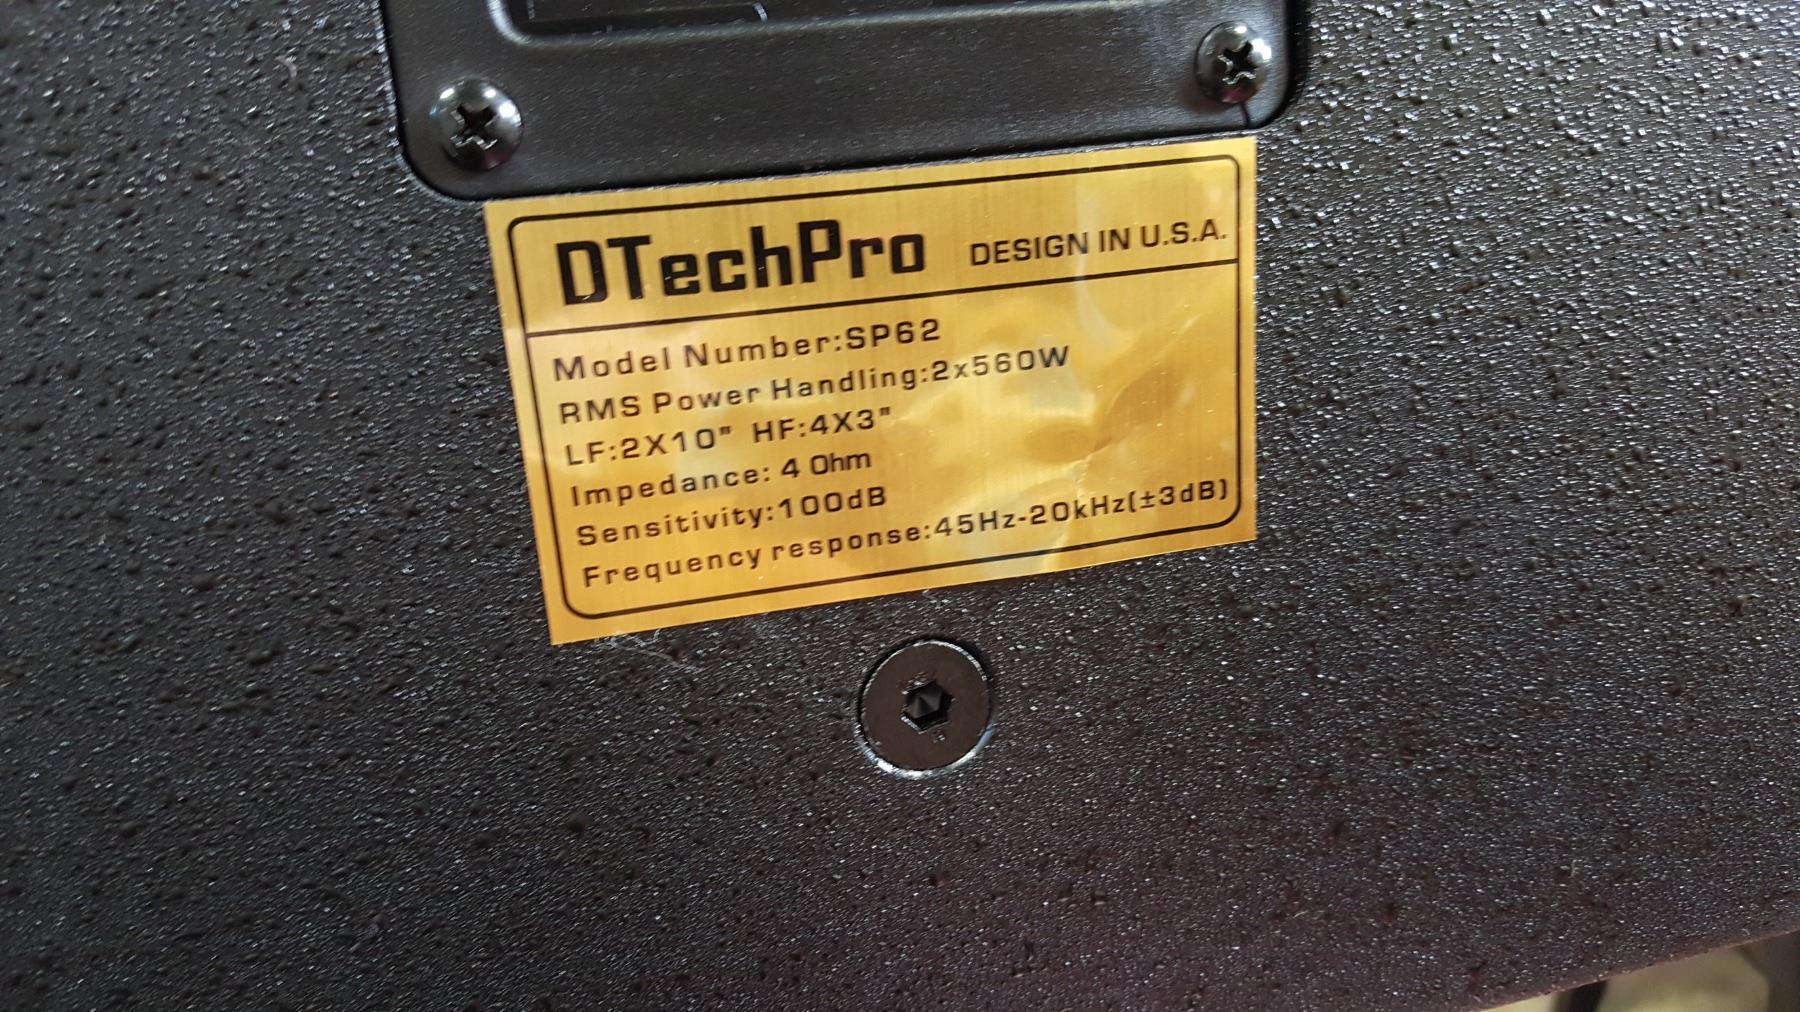 DTechPro DESIGN IN U.S.A.
Model Number:SP62
RMS Power Handling:2x560W
LF:2X10" HF:4X3"
Impedance: 4 Ohm
Sensitivity:100dB
Frequency response:45Hz-20kHz(±3dB)